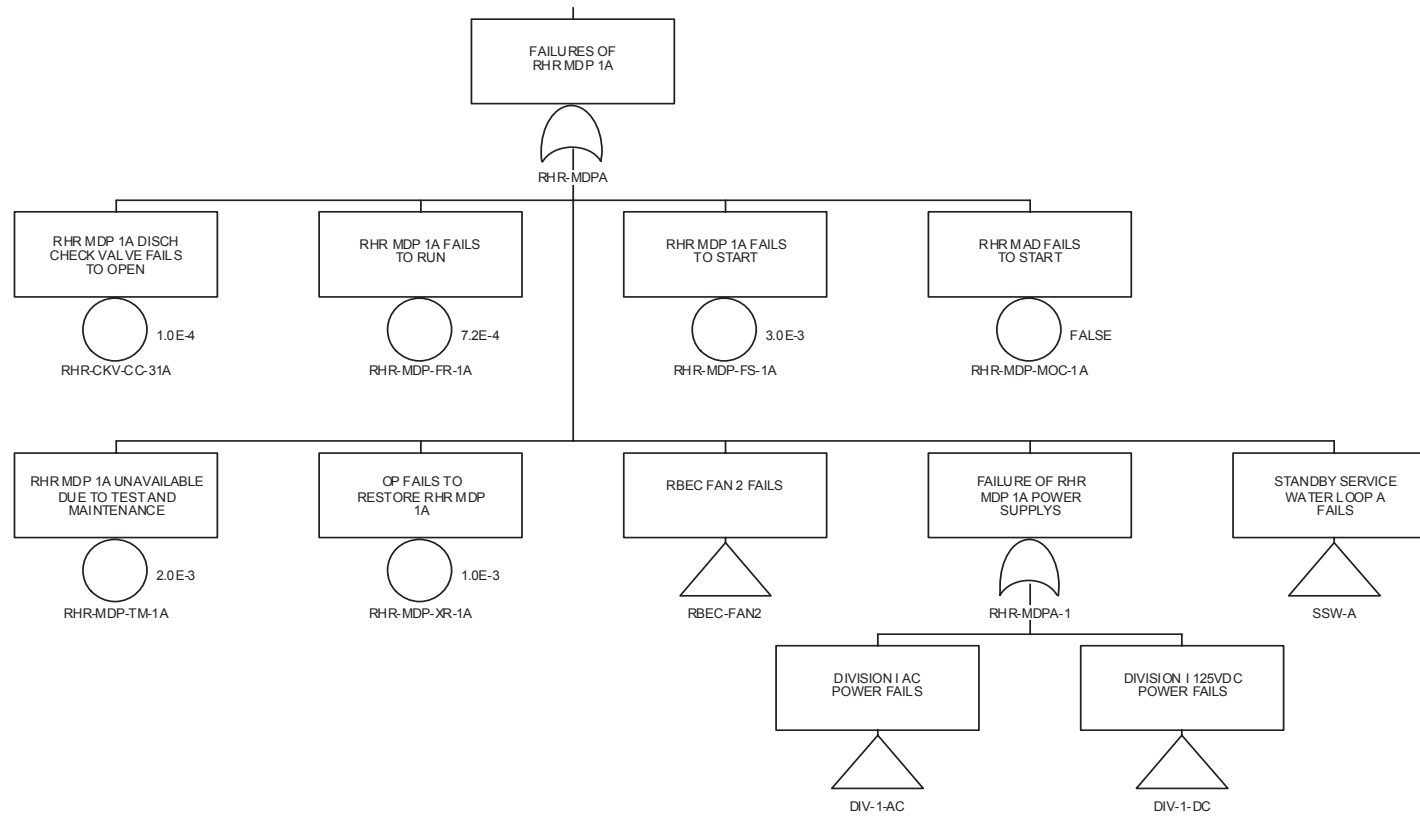 FAILURES OF
RHR MDP 1A
RHR-MDPA
RHR MDP 1A DISCH
CHECK VALVE FAILS
TO OPEN
1.0E-4
RHR-CKV-CC-31A
RHR MDP 1A FAILS
TO RUN
7.2E-4
RHR-MDP-FR-1A
RHR MDP 1A FAILS
TO START
3.0E-3
RHR-MDP-FS-1A
RHR MAD FAILS
TO START
FALSE
RHR-MDP-MOC-1A
RHR MDP 1A UNAVAILABLE
DUE TO TEST AND
MAINTENANCE
2.0E-3
RHR-MDP-TM-1A
OP FAILS TO
RESTORE RHR MDP
1A
1.0E-3
RHR-MDP-XR-1A
RBEC FAN 2 FAILS
RBEC-FAN2
FAILURE OF RHR
MDP 1A POWER
SUPPLYS
RHR-MDPA-1
STANDBY SERVICE
WATER LOOP A
FAILS
SSW-A
DIVISION I AC
POWER FAILS
DIV-1-AC
DIVISION I 125VDC
POWER FAILS
DIV-1-DC